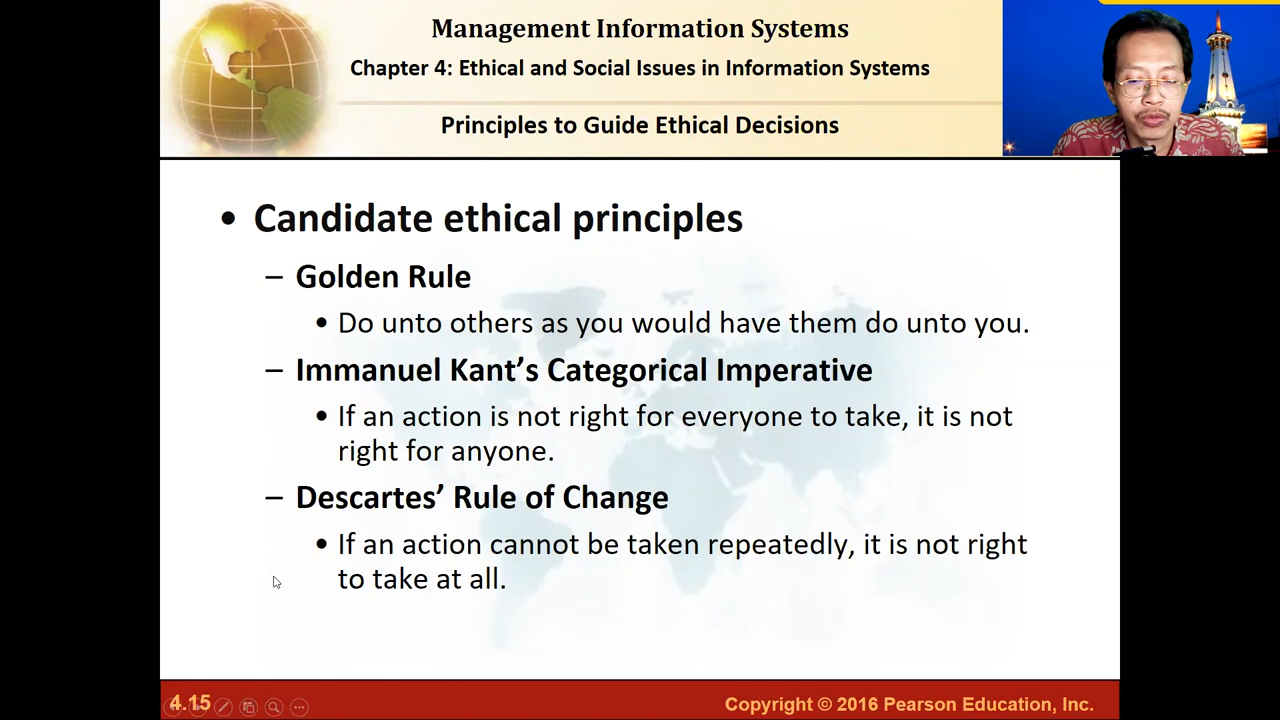 Management Information Systems
Chapter 4: Ethical and Social Issues in Information Systems
Principles to Guide Ethical Decisions
• Candidate ethical principles
– Golden Rule
• Do unto others as you would have them do unto you.
– Immanuel Kant’s Categorical Imperative
• If an action is not right for everyone to take, it is not
right for anyone.
– Descartes’ Rule of Change
• If an action cannot be taken repeatedly, it is not right
to take at all.
4.15
Copyright © 2016 Pearson Education, Inc.